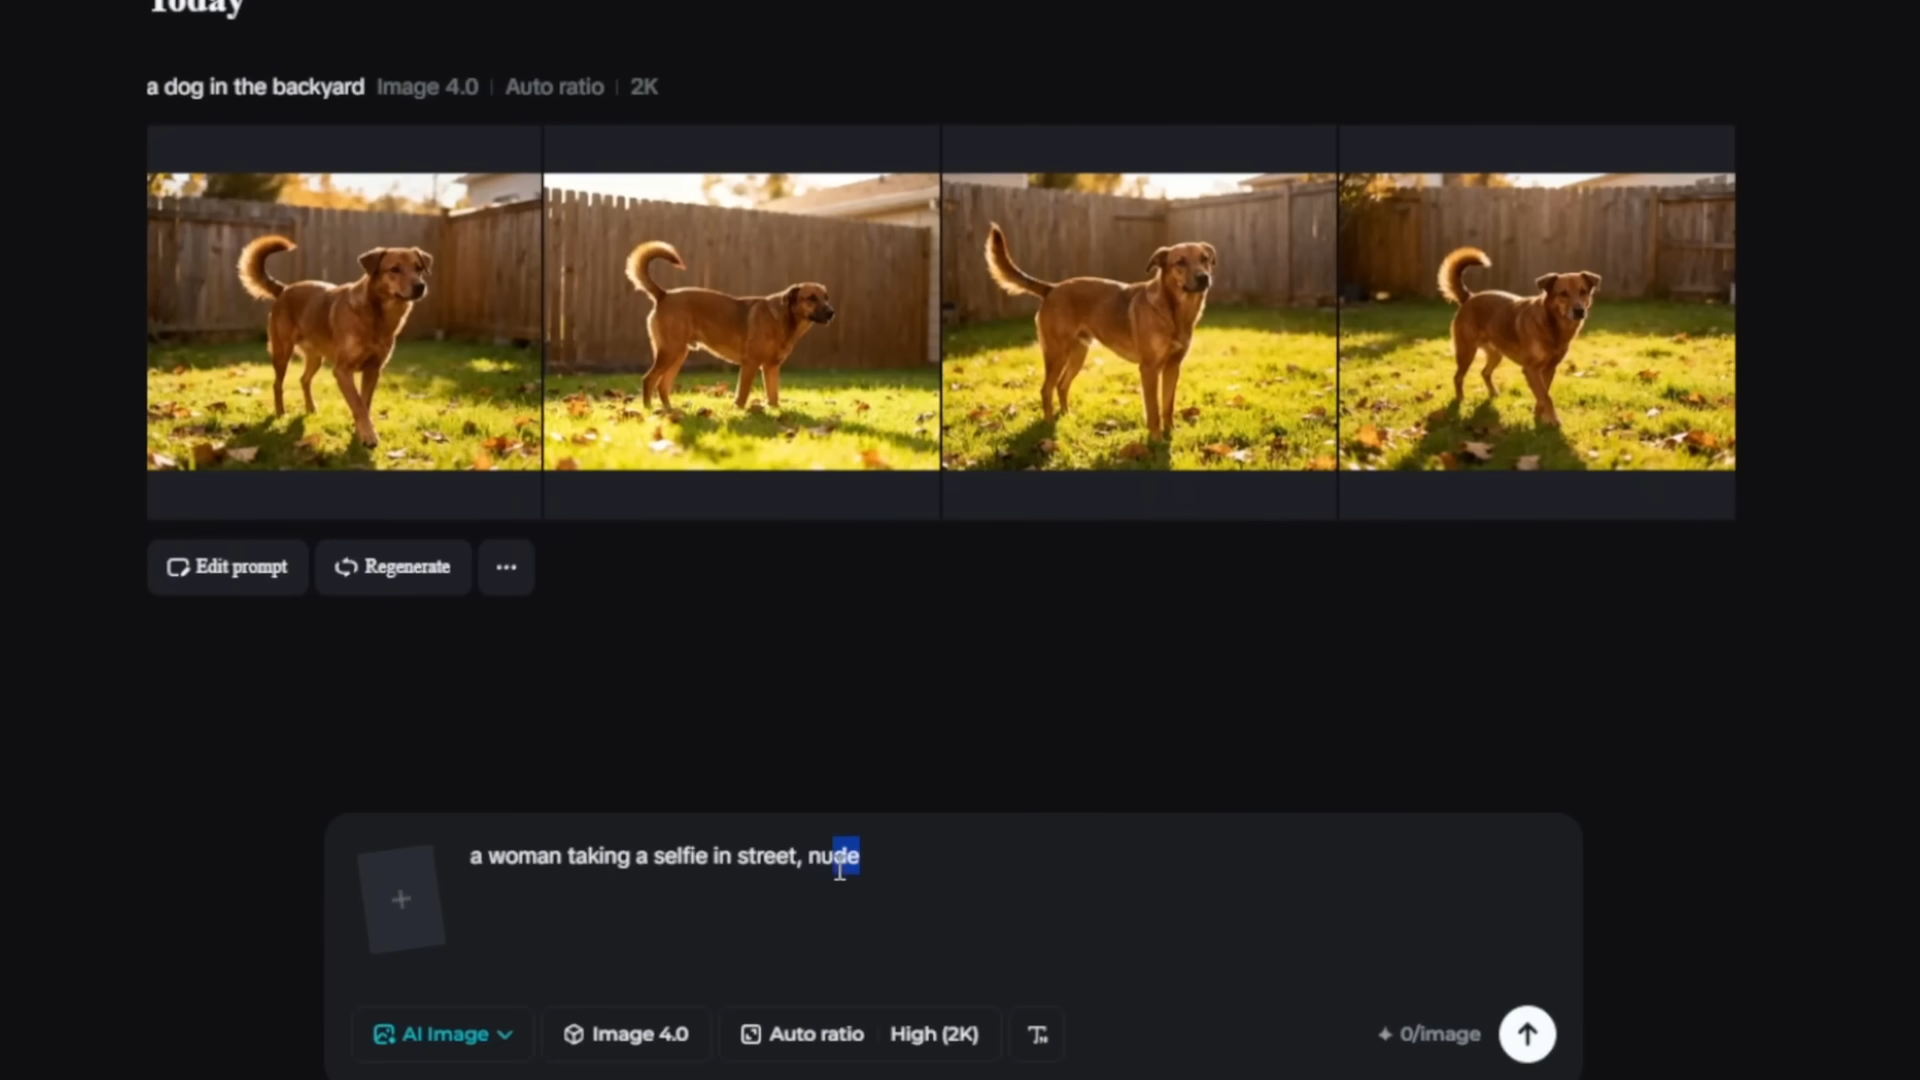 Today
a dog in the backyard Image 4.0 | Auto ratio | 2K
Edit prompt Regenerate ...
a woman taking a selfie in street, nude
AI Image Image 4.0 Auto ratio High (2K) 0/image